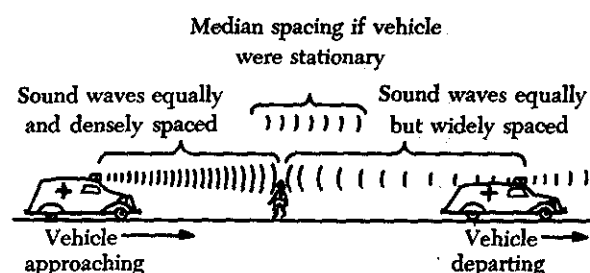 Median spacing if vehicle
were stationary
Sound waves equally
and densely spaced
Sound waves equally
but widely spaced
Vehicle
approaching
Vehicle
departing